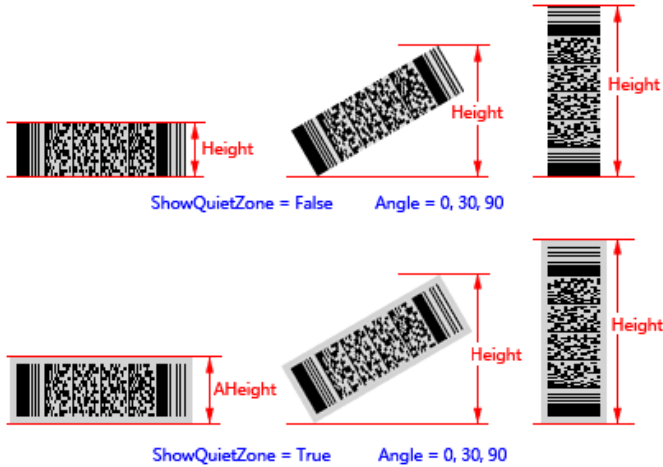 Height
Height
Height
ShowQuietZone = False Angle = 0, 30, 90
Height
Height
AHeight
ShowQuietZone = True Angle = 0, 30, 90